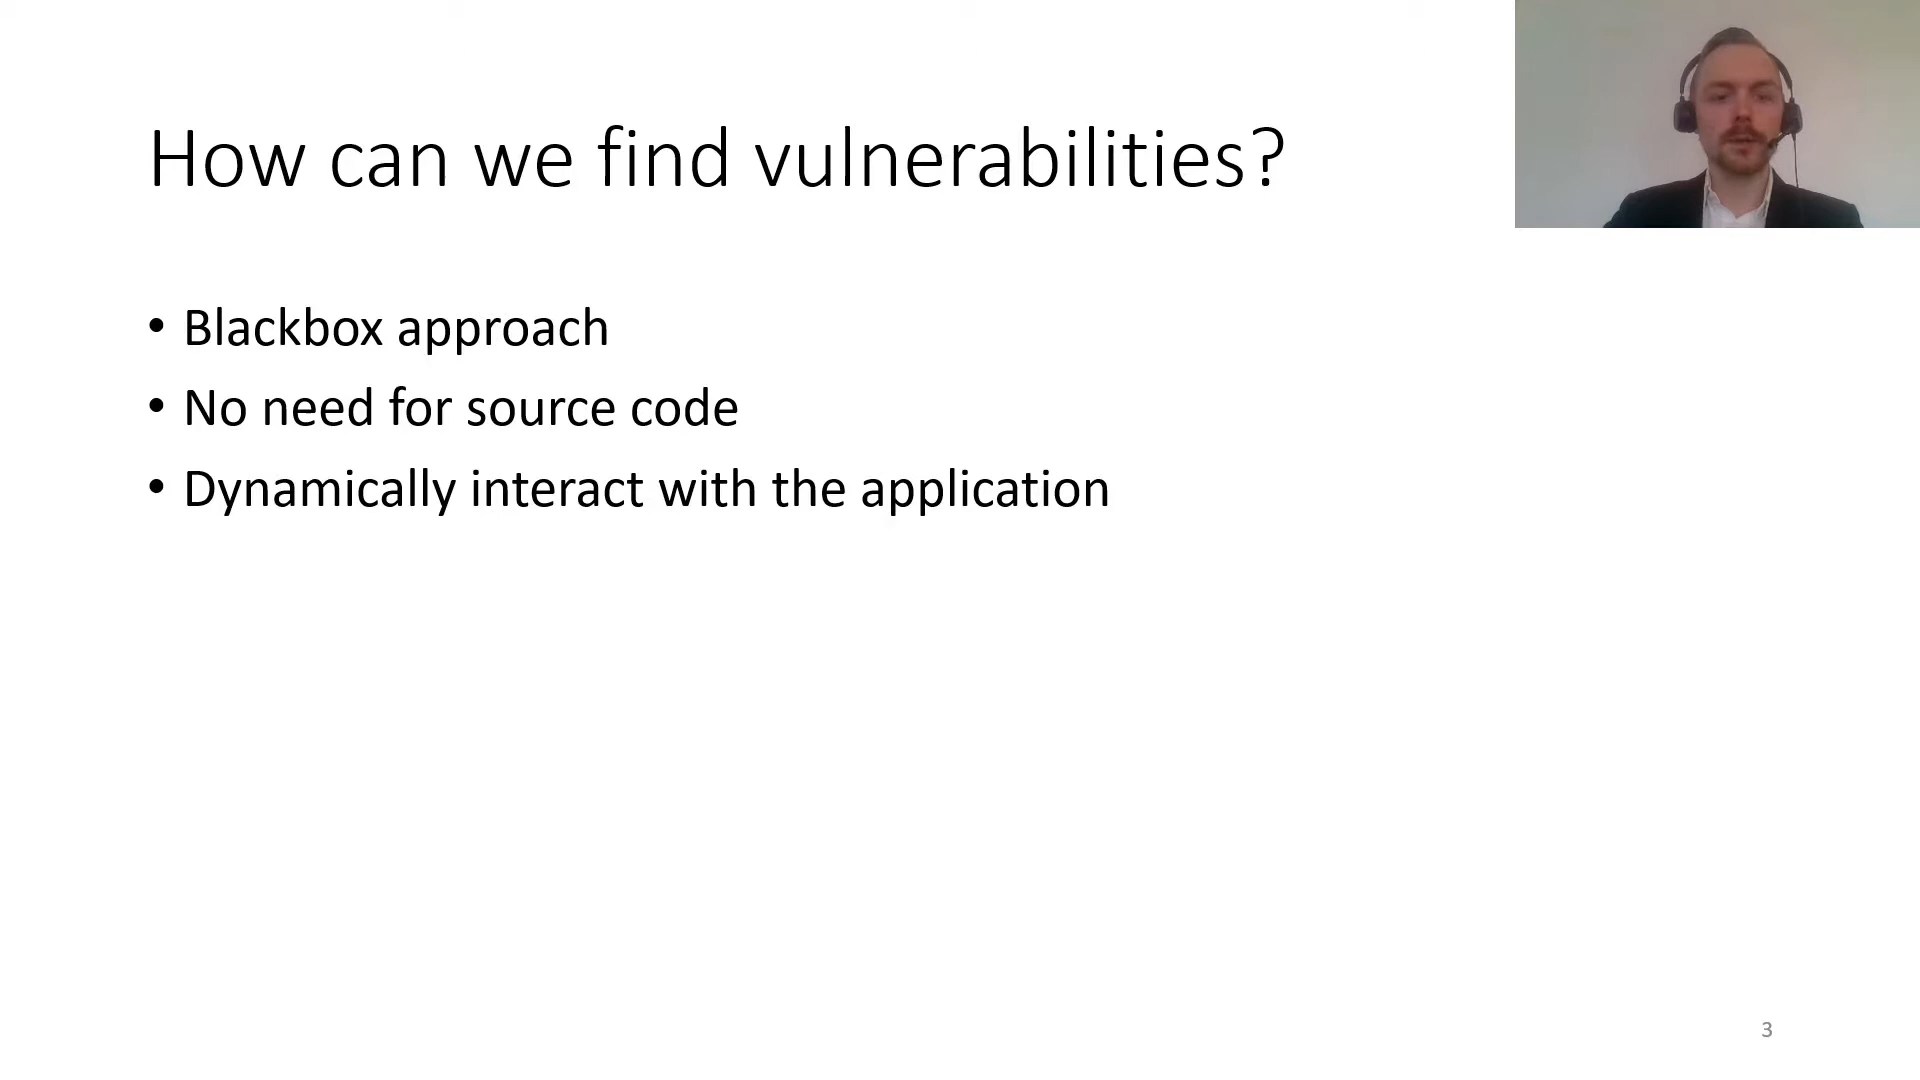 How can we find vulnerabilities?
• Blackbox approach
• No need for source code
• Dynamically interact with the application
3